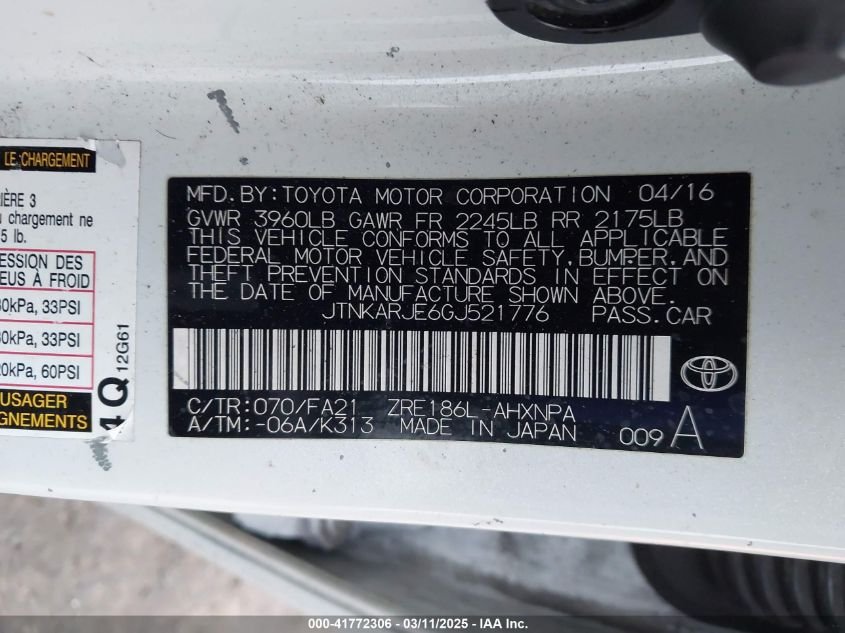 LE CHARGEMENT
IÈRE 3
u chargement ne
5 lb.
ESSION DES
EUS À FROID
30kPa, 33PSI
30kPa, 33PSI
20kPa, 60PSI
USAGER
GNEMENTS
4Q 12G61
MFD. BY: TOYOTA MOTOR CORPORATION 04/16
GVWR 3960LB GAWR FR 2245LB RR 2175LB
THIS VEHICLE CONFORMS TO ALL APPLICABLE
FEDERAL MOTOR VEHICLE SAFETY, BUMPER, AND
THEFT PREVENTION STANDARDS IN EFFECT ON
THE DATE OF MANUFACTURE SHOWN ABOVE.
JTNKARJE6GJ521776 PASS. CAR
C/TR: 070/FA21 ZRE186L-AHXNPA
A/TM: -06A/K313 MADE IN JAPAN 009 A
000-41772306 - 03/11/2025 - IAA Inc.